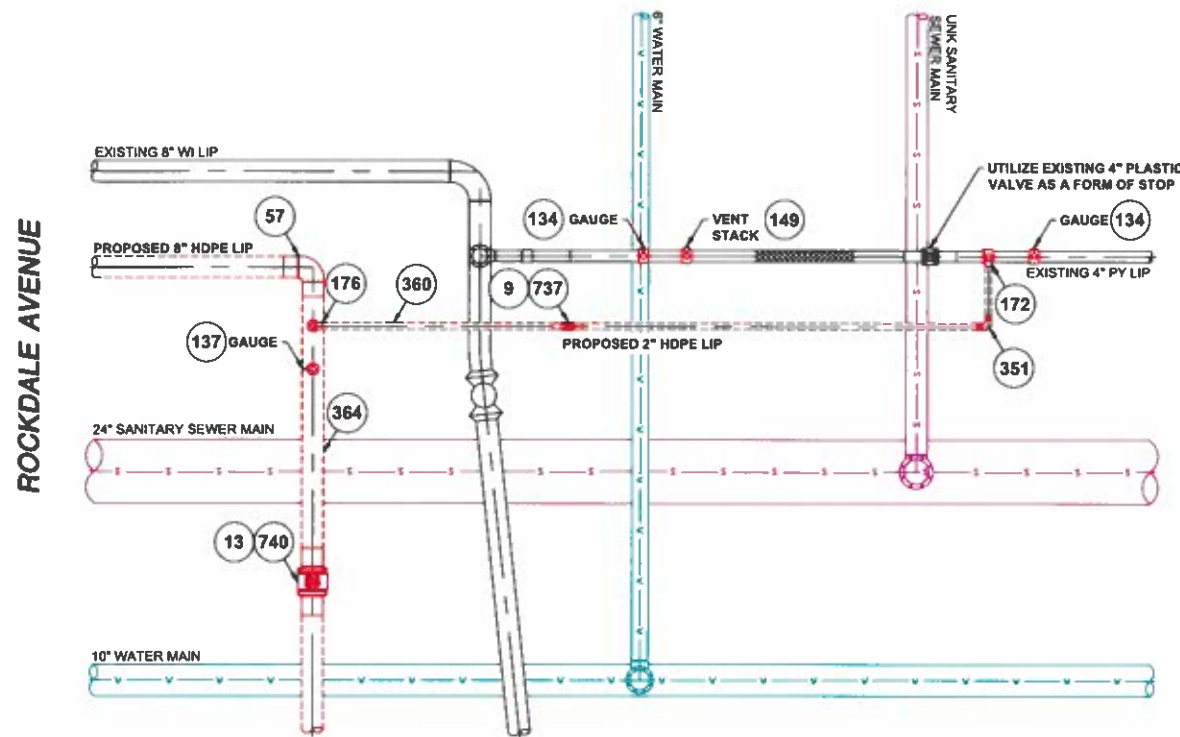 ROCKDALE AVENUE
6" WATER MAIN
UNK SANITARY
SEWER MAIN
EXISTING 8" WI LIP
UTILIZE EXISTING 4" PLASTIC
VALVE AS A FORM OF STOP
57
134 GAUGE
VENT
STACK
149
GAUGE 134
PROPOSED 8" HDPE LIP
EXISTING 4" PY LIP
176
360
9 737
172
137 GAUGE
PROPOSED 2" HDPE LIP
351
364
24" SANITARY SEWER MAIN
S S S S S S S S S S S S S S S S S S
13 740
10" WATER MAIN